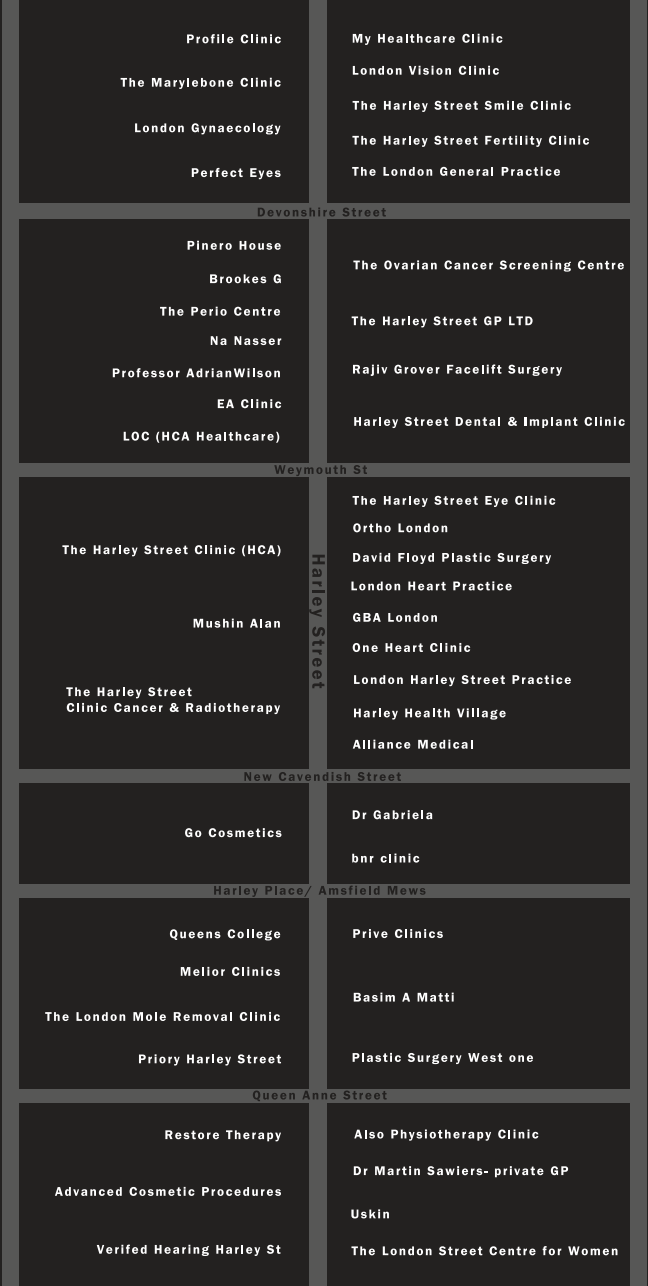 Profile Clinic
The Marylebone Clinic
London Gynaecology
Perfect Eyes
My Healthcare Clinic
London Vision Clinic
The Harley Street Smile Clinic
The Harley Street Fertility Clinic
The London General Practice
Devonshire Street
Pinero House
Brookes G
The Perio Centre
Na Nasser
Professor AdrianWilson
EA Clinic
LOC (HCA Healthcare)
The Ovarian Cancer Screening Centre
The Harley Street GP LTD
Rajiv Grover Facelift Surgery
Harley Street Dental & Implant Clinic
Weymouth St
The Harley Street Clinic (HCA)
Mushin Alan
The Harley Street
Clinic Cancer & Radiotherapy
Harley Street
The Harley Street Eye Clinic
Ortho London
David Floyd Plastic Surgery
London Heart Practice
GBA London
One Heart Clinic
London Harley Street Practice
Harley Health Village
Alliance Medical
New Cavendish Street
Go Cosmetics
Dr Gabriela
bnr clinic
Harley Place/ Amsfield Mews
Queens College
Melior Clinics
The London Mole Removal Clinic
Priory Harley Street
Prive Clinics
Basim A Matti
Plastic Surgery West one
Queen Anne Street
Restore Therapy
Advanced Cosmetic Procedures
Verifed Hearing Harley St
Also Physiotherapy Clinic
Dr Martin Sawiers- private GP
Uskin
The London Street Centre for Women